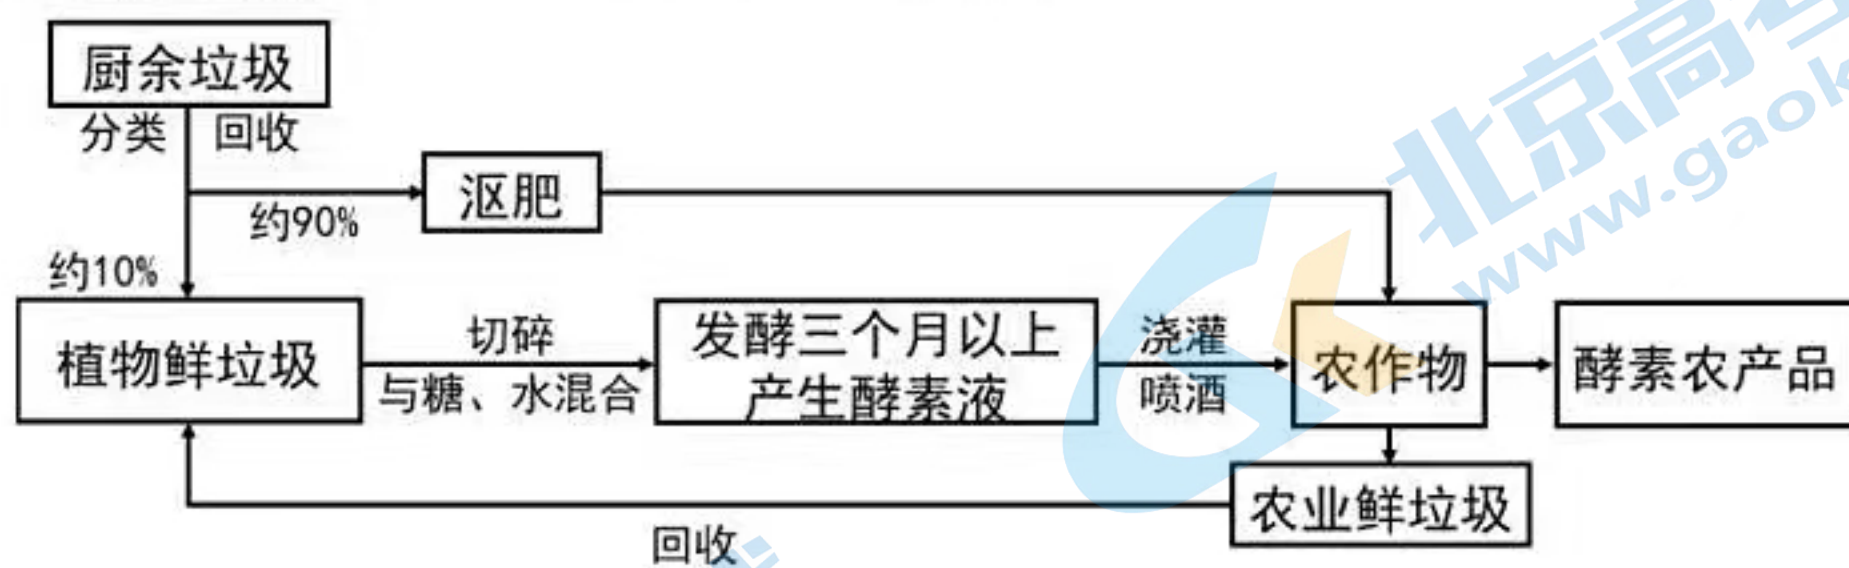 厨余垃圾
分类 回收
沤肥
约90%
约10%
植物鲜垃圾
切碎
与糖、水混合
发酵三个月以上
产生酵素液
浇灌
喷洒
农作物
酵素农产品
农业鲜垃圾
回收
北京高考
www.gaok